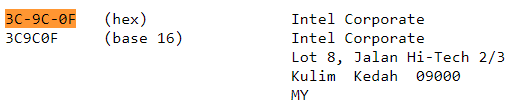 3C-9C-0F (hex) Intel Corporate
3C9C0F (base 16) Intel Corporate
Lot 8, Jalan Hi-Tech 2/3
Kulim Kedah 09000
MY